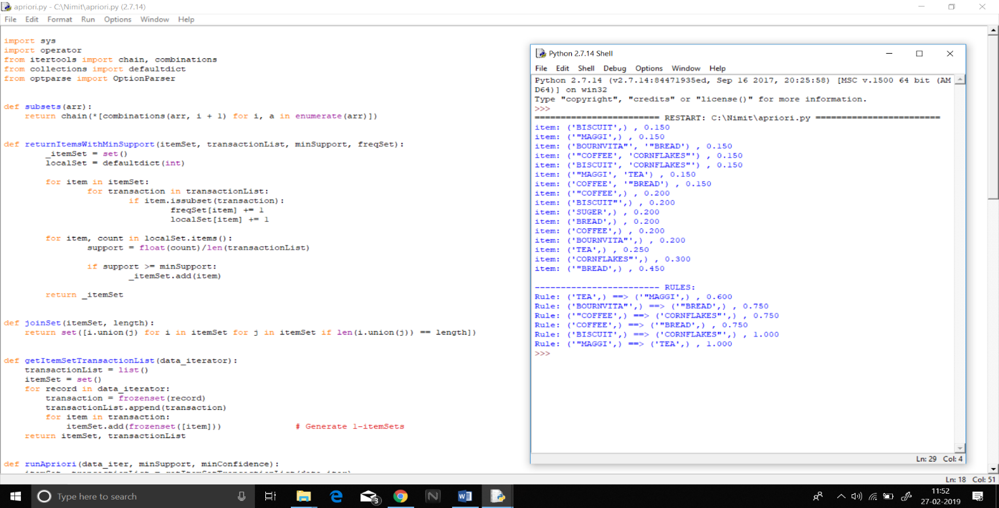 apriori.py - C:\Nimit\apriori.py (2.7.14)
File Edit Format Run Options Window Help
import sys
import operator
from itertools import chain, combinations
from collections import defaultdict
from optparse import OptionParser
def subsets(arr):
    return chain(*[combinations(arr, i + 1) for i, a in enumerate(arr)])
def returnItemsWithMinSupport(itemSet, transactionList, minSupport, freqSet):
        _itemSet = set()
        localSet = defaultdict(int)
        for item in itemSet:
                for transaction in transactionList:
                        if item.issubset(transaction):
                                freqSet[item] += 1
                                localSet[item] += 1
        for item, count in localSet.items():
                support = float(count)/len(transactionList)
                if support >= minSupport:
                        _itemSet.add(item)
        return _itemSet
def joinSet(itemSet, length):
    return set([i.union(j) for i in itemSet for j in itemSet if len(i.union(j)) == length])
def getItemSetTransactionList(data_iterator):
    transactionList = list()
    itemSet = set()
    for record in data_iterator:
        transaction = frozenset(record)
        transactionList.append(transaction)
        for item in transaction:
            itemSet.add(frozenset([item]))              # Generate 1-itemSets
    return itemSet, transactionList
def runApriori(data_iter, minSupport, minConfidence):
    itemSet, transactionList = getItemSetTransactionList(data_iter)
Python 2.7.14 Shell
File Edit Shell Debug Options Window Help
Python 2.7.14 (v2.7.14:84471935ed, Sep 16 2017, 20:25:58) [MSC v.1500 64 bit (AM
D64)] on win32
Type "copyright", "credits" or "license()" for more information.
>>>
======================== RESTART: C:\Nimit\apriori.py ========================
item: ('BISCUIT',) , 0.150
item: ('"MAGGI',) , 0.150
item: ('BOURNVITA"', '"BREAD') , 0.150
item: ('"COFFEE', 'CORNFLAKES"') , 0.150
item: ('BISCUIT', 'CORNFLAKES"') , 0.150
item: ('"MAGGI', 'TEA') , 0.150
item: ('COFFEE', '"BREAD') , 0.150
item: ('"COFFEE',) , 0.200
item: ('BISCUIT"',) , 0.200
item: ('SUGER',) , 0.200
item: ('BREAD',) , 0.200
item: ('COFFEE',) , 0.200
item: ('BOURNVITA"',) , 0.200
item: ('TEA',) , 0.250
item: ('CORNFLAKES"',) , 0.300
item: ('"BREAD',) , 0.450
------------------------ RULES:
Rule: ('TEA',) ==> ('"MAGGI',) , 0.600
Rule: ('BOURNVITA"',) ==> ('"BREAD',) , 0.750
Rule: ('"COFFEE',) ==> ('CORNFLAKES"',) , 0.750
Rule: ('COFFEE',) ==> ('"BREAD',) , 0.750
Rule: ('BISCUIT',) ==> ('CORNFLAKES"',) , 1.000
Rule: ('"MAGGI',) ==> ('TEA',) , 1.000
>>>
Ln: 29 Col: 4
Ln: 18 Col: 51
Type here to search
3
11:52
27-02-2019